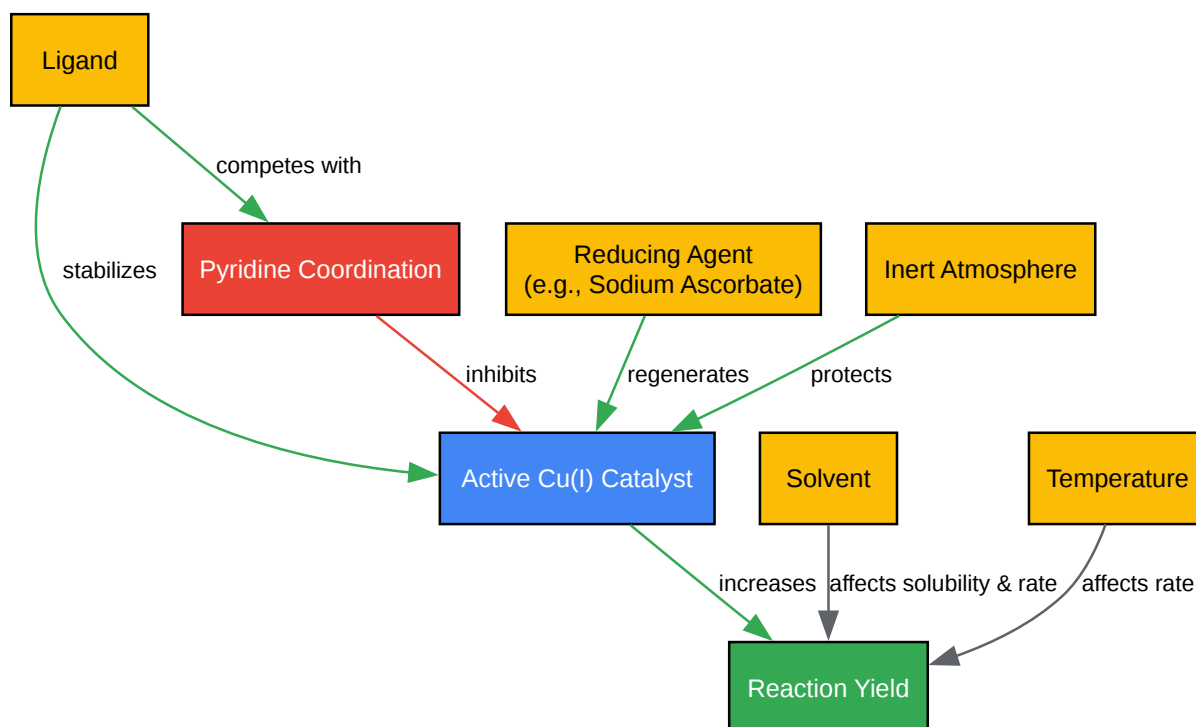 Ligand
competes with
Pyridine Coordination
Reducing Agent
(e.g., Sodium Ascorbate)
Inert Atmosphere
stabilizes
inhibits
regenerates
protects
Active Cu(I) Catalyst
Solvent
Temperature
increases
affects solubility & rate
affects rate
Reaction Yield